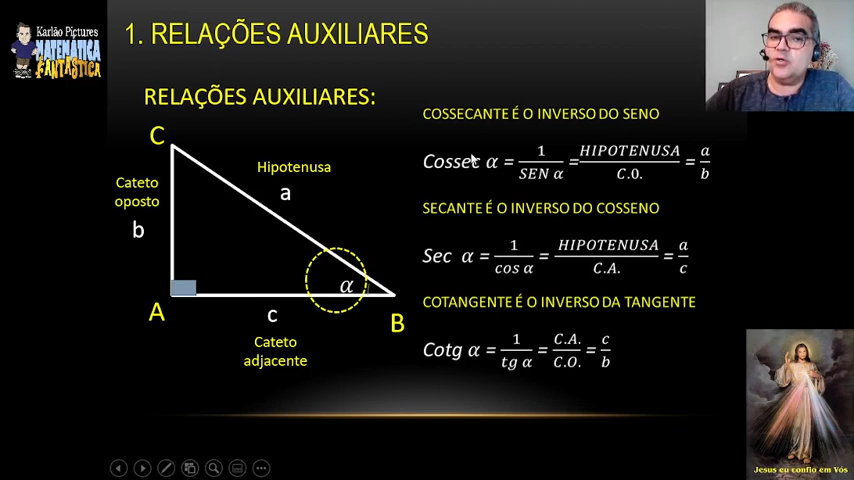 Karlão Pictures
MATEMÁTICA
FANTÁSTICA
1. RELAÇÕES AUXILIARES
RELAÇÕES AUXILIARES:
C
Hipotenusa
a
Cateto
oposto
b
α
A
c
B
Cateto
adjacente
COSSECANTE É O INVERSO DO SENO
Cossec α = 1/SEN α = HIPOTENUSA/C.O. = a/b
SECANTE É O INVERSO DO COSSENO
Sec α = 1/cos α = HIPOTENUSA/C.A. = a/c
COTANGENTE É O INVERSO DA TANGENTE
Cotg α = 1/tg α = C.A./C.O. = c/b
Jesus eu confio em Vós